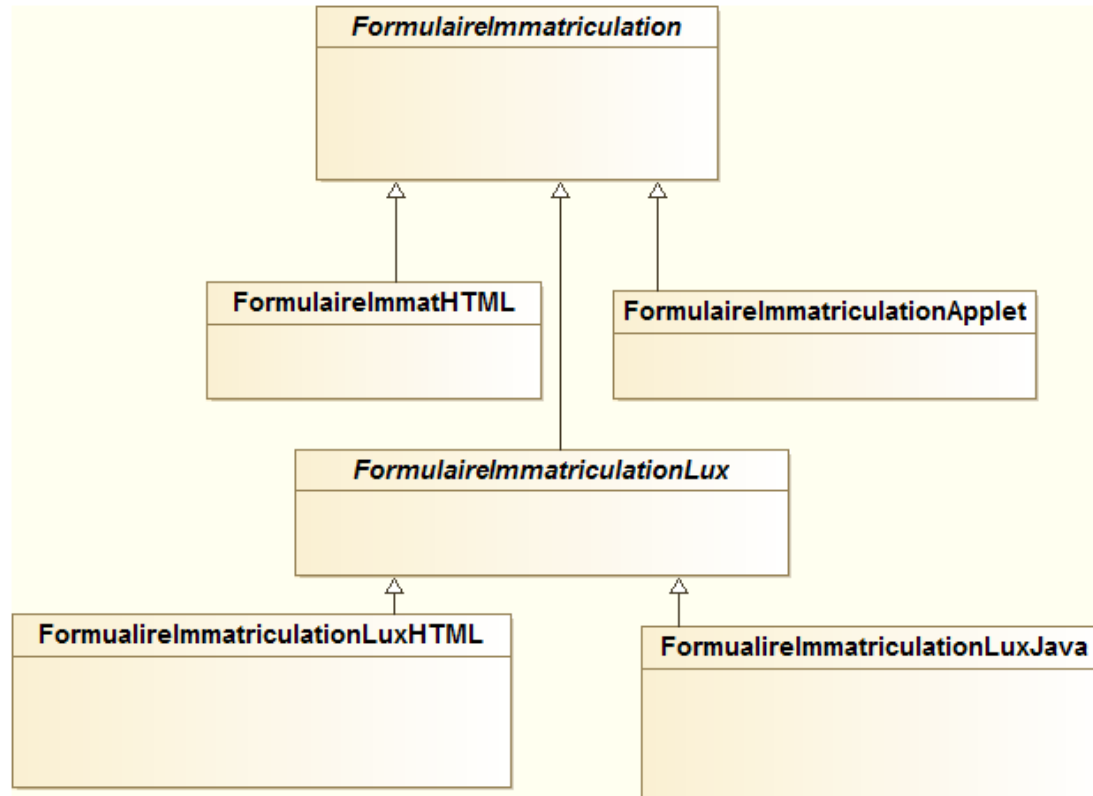 FormulaireImmatriculation
FormulaireImmatHTML
FormulaireImmatriculationApplet
FormulaireImmatriculationLux
FormualireImmatriculationLuxHTML
FormualireImmatriculationLuxJava